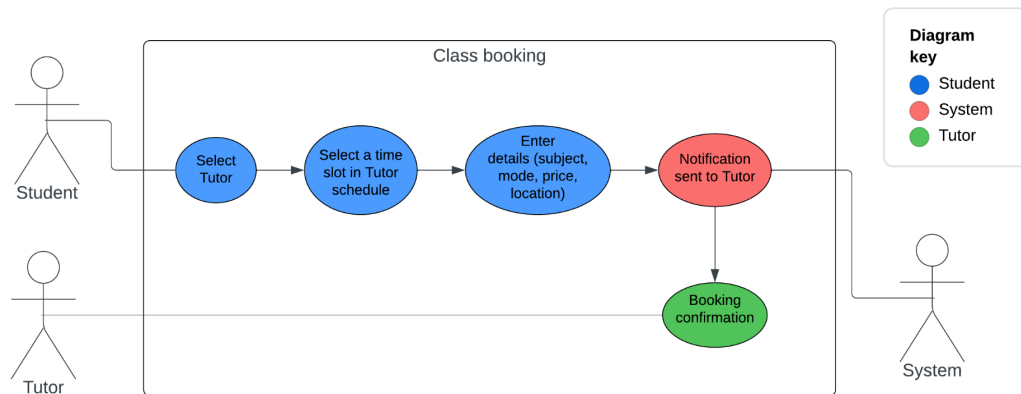 Class booking
Diagram
key
Student
System
Tutor
Student
Select
Tutor
Select a time
slot in Tutor
schedule
Enter
details (subject,
mode, price,
location)
Notification
sent to Tutor
Booking
confirmation
Tutor
System